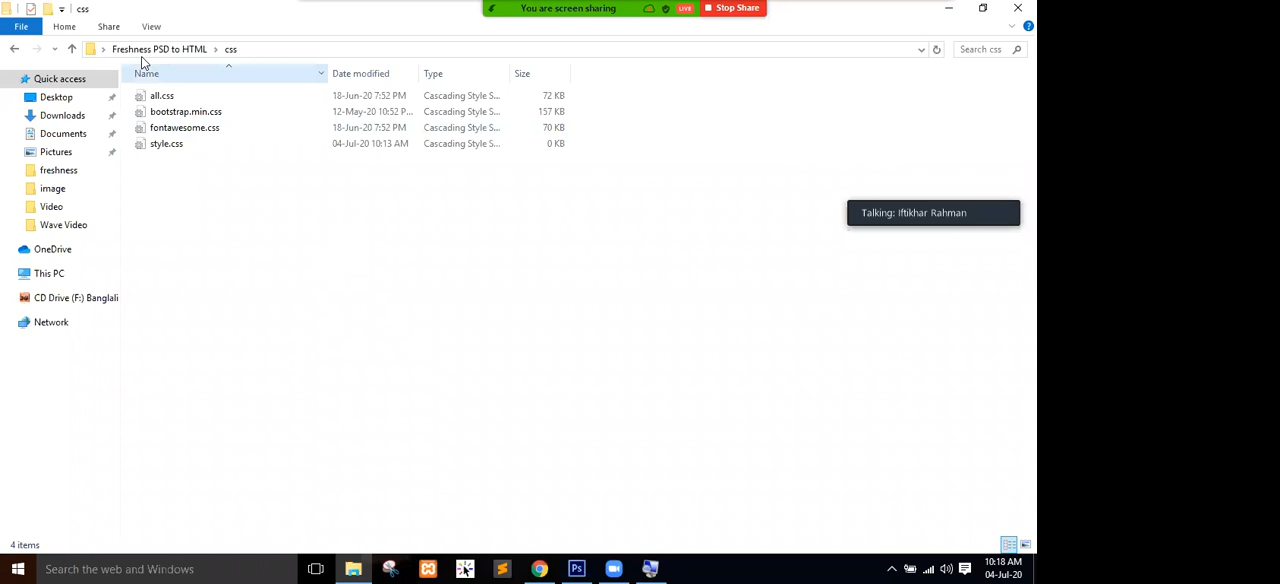 css
You are screen sharing LIVE Stop Share
File Home Share View
Freshness PSD to HTML css Search css
Name Date modified Type Size
Quick access
Desktop
Downloads
Documents
Pictures
freshness
image
Video
Wave Video
OneDrive
This PC
CD Drive (F:) Banglali
Network
all.css 18-Jun-20 7:52 PM Cascading Style S... 72 KB
bootstrap.min.css 12-May-20 10:52 P... Cascading Style S... 157 KB
fontawesome.css 18-Jun-20 7:52 PM Cascading Style S... 70 KB
style.css 04-Jul-20 10:13 AM Cascading Style S... 0 KB
Talking: Iftikhar Rahman
4 items
Search the web and Windows
Ps
10:18 AM
04-Jul-20